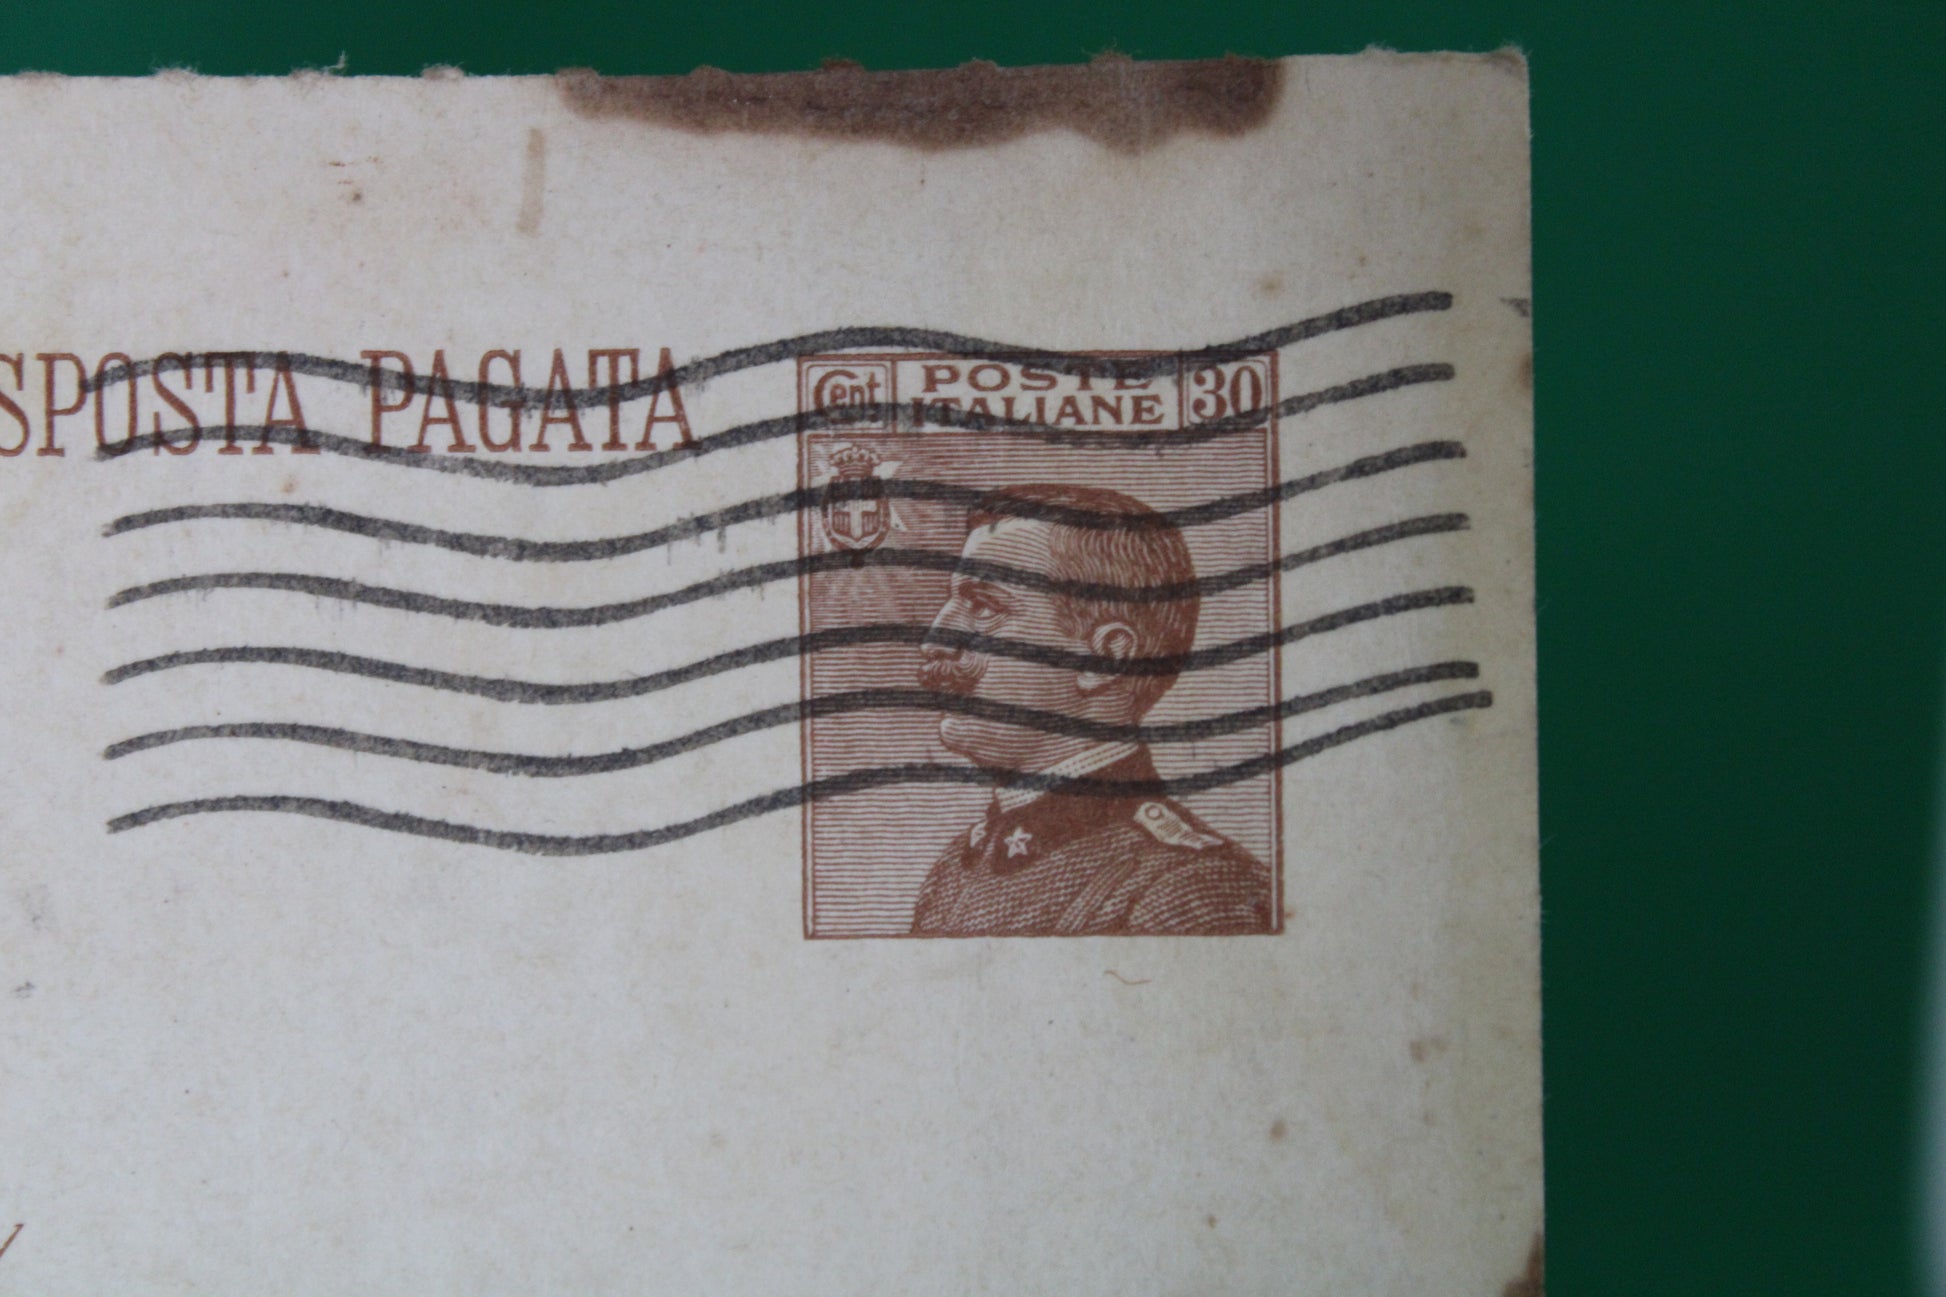 SPOSTA PAGATA
Cent POSTE ITALIANE 30